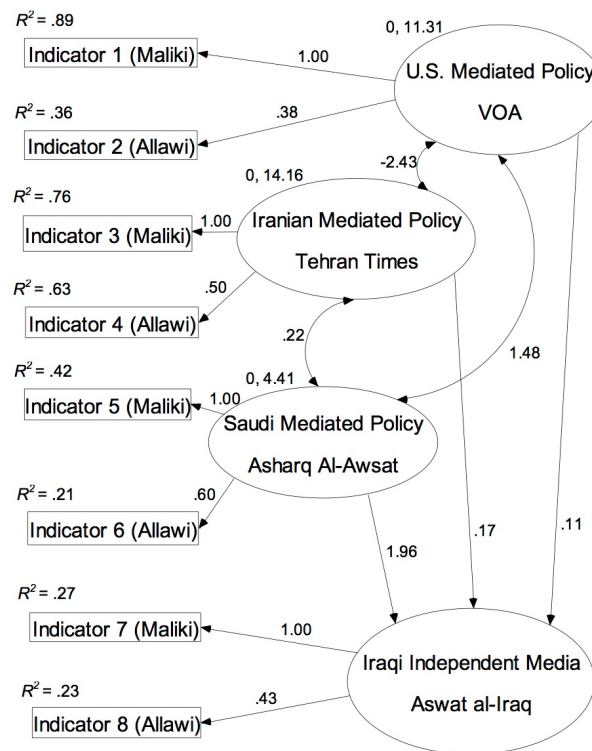 R² = .89
0, 11.31
Indicator 1 (Maliki)
1.00
U.S. Mediated Policy
VOA
R² = .36
.38
Indicator 2 (Allawi)
-2.43
R² = .76
0, 14.16
1.00
Indicator 3 (Maliki)
Iranian Mediated Policy
Tehran Times
R² = .63
.50
Indicator 4 (Allawi)
.22
1.48
R² = .42
1.00
0, 4.41
Indicator 5 (Maliki)
Saudi Mediated Policy
Asharq Al-Awsat
R² = .21
.60
Indicator 6 (Allawi)
1.96
.17
.11
R² = .27
Indicator 7 (Maliki)
1.00
Iraqi Independent Media
Aswat al-Iraq
R² = .23
.43
Indicator 8 (Allawi)